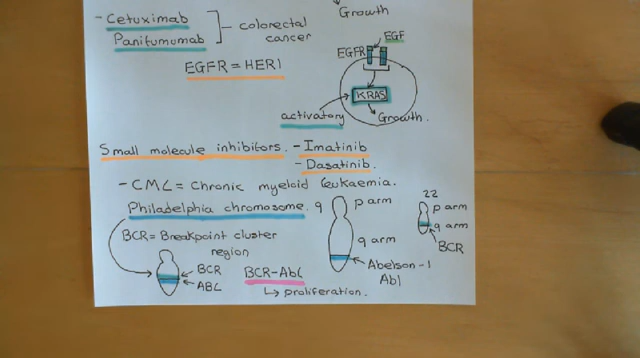 Growth
- Cetuximab
Panitumumab
colorectal
cancer
EGFR = HER1
EGF
EGFR
KRAS
activatory
Growth.
Small molecule inhibitors. - Imatinib
- Dasatinib.
- CML = Chronic myeloid leukaemia.
Philadelphia chromosome.
9
p arm
q arm
Abelson-1
Abl
22
p arm
q arm
BCR
BCR = Breakpoint cluster
region
BCR
ABL
BCR-Abl
↳ proliferation.